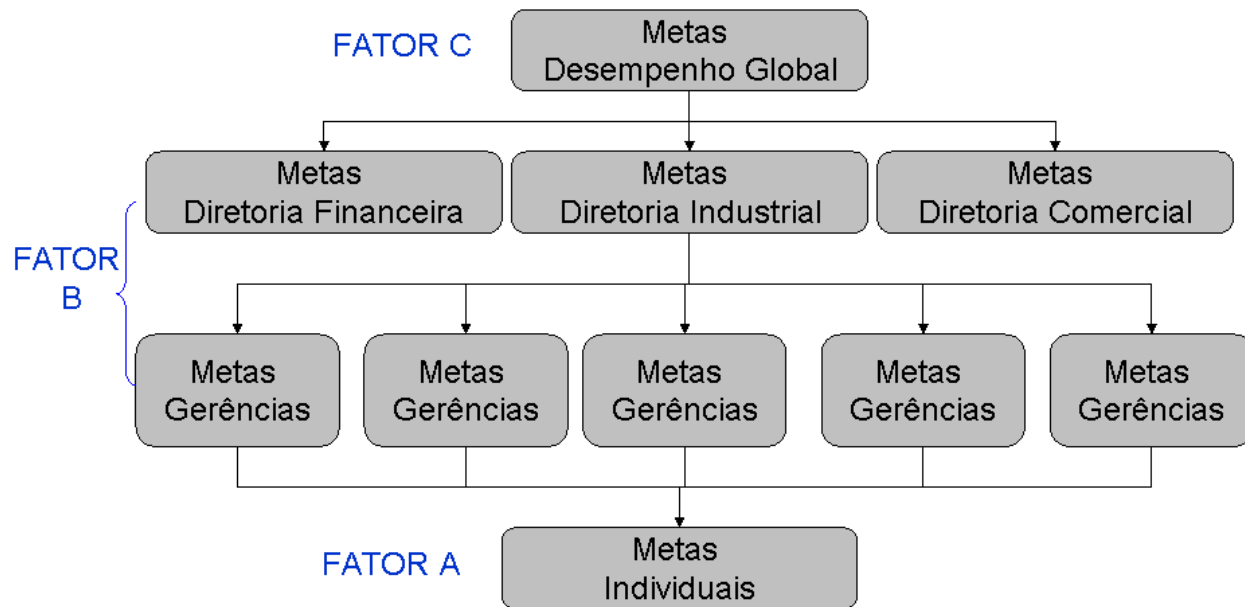 FATOR C
Metas
Desempenho Global
Metas
Diretoria Financeira
Metas
Diretoria Industrial
Metas
Diretoria Comercial
FATOR
B
Metas
Gerências
Metas
Gerências
Metas
Gerências
Metas
Gerências
Metas
Gerências
FATOR A
Metas
Individuais